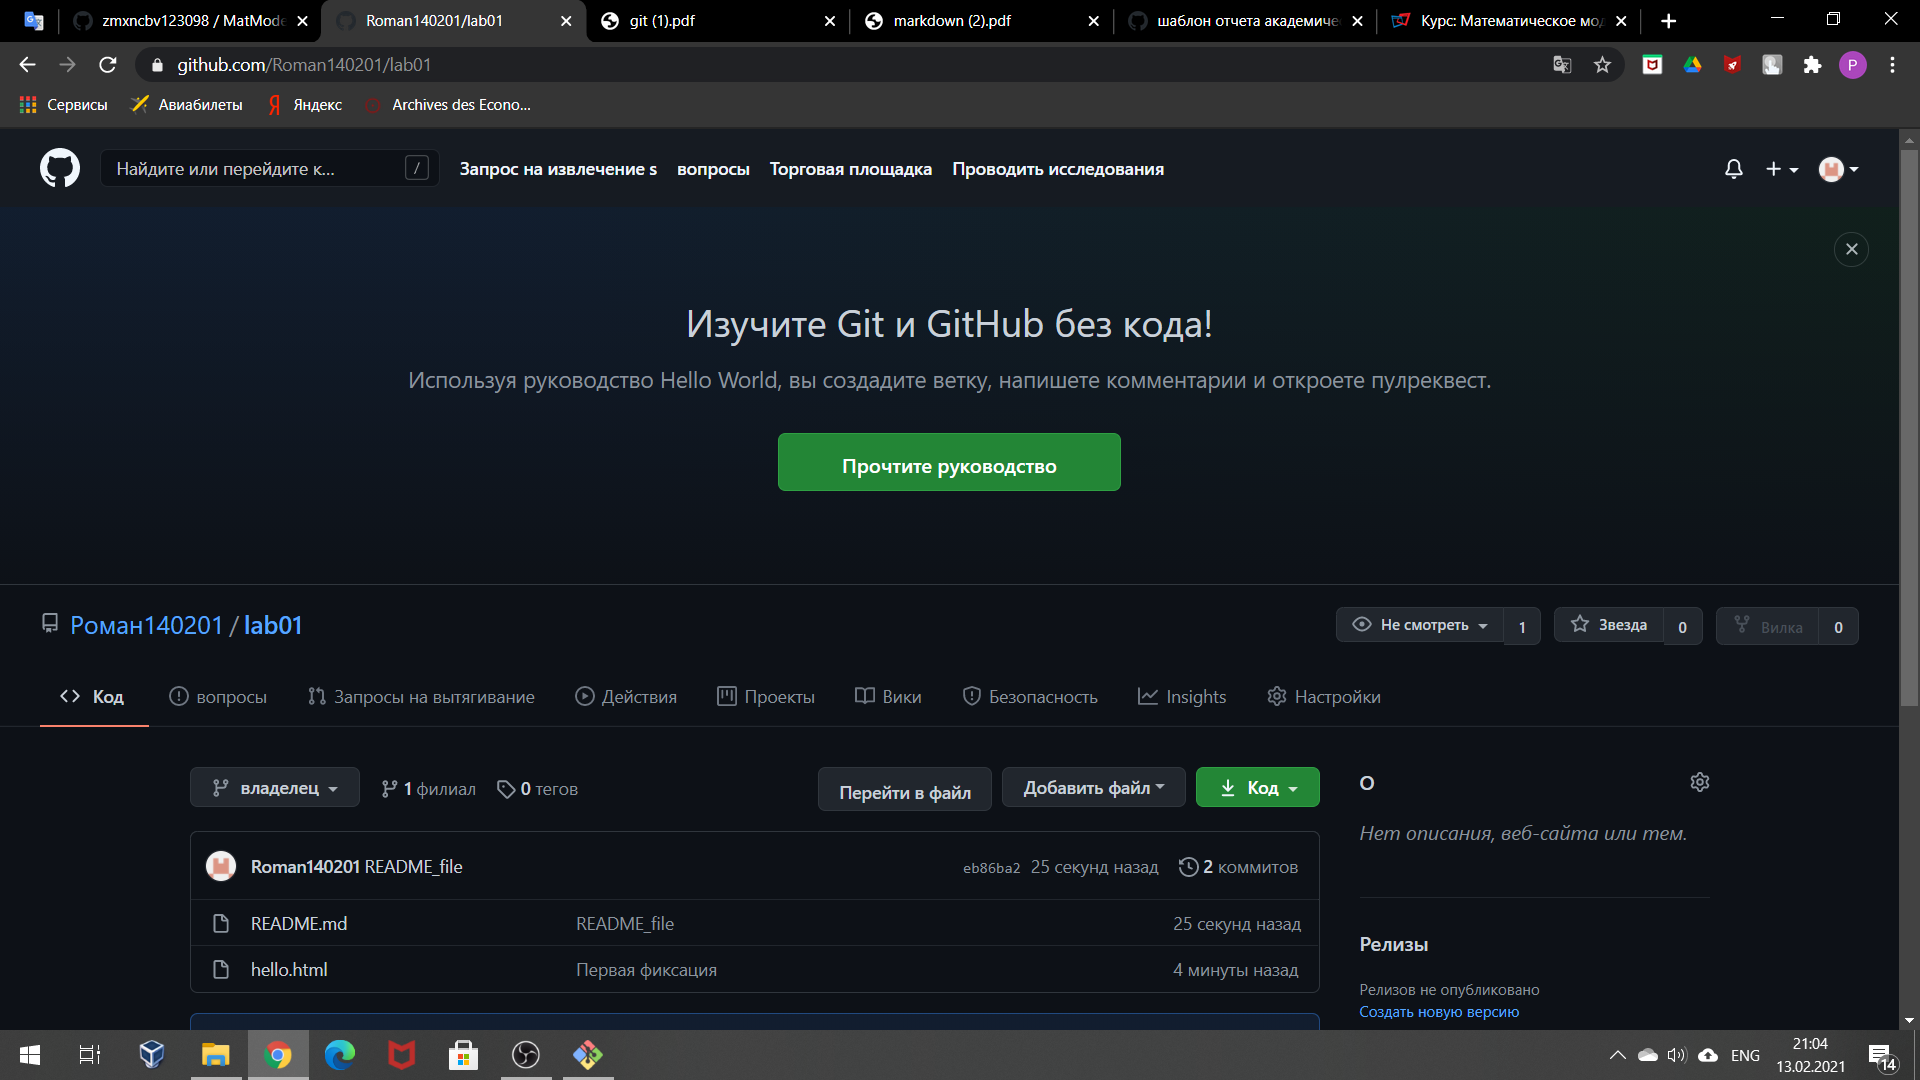 zmxncbv123098 / MatMode
Roman140201/lab01
git (1).pdf
markdown (2).pdf
шаблон отчета академичес
Курс: Математическое мод
github.com/Roman140201/lab01
P
Сервисы
Авиабилеты
Яндекс
Archives des Econo...
Найдите или перейдите к...
/
Запрос на извлечение s
вопросы
Торговая площадка
Проводить исследования
Изучите Git и GitHub без кода!
Используя руководство Hello World, вы создадите ветку, напишете комментарии и откроете пулреквест.
Прочтите руководство
Роман140201 / lab01
Не смотреть
1
Звезда
0
Вилка
0
Код
вопросы
Запросы на вытягивание
Действия
Проекты
Вики
Безопасность
Insights
Настройки
владелец
1 филиал
0 тегов
Перейти в файл
Добавить файл
Код
О
Нет описания, веб-сайта или тем.
Roman140201 README_file
eb86ba2 25 секунд назад
2 коммитов
README.md
README_file
25 секунд назад
hello.html
Первая фиксация
4 минуты назад
Релизы
Релизов не опубликовано
Создать новую версию
ENG
21:04
13.02.2021
14